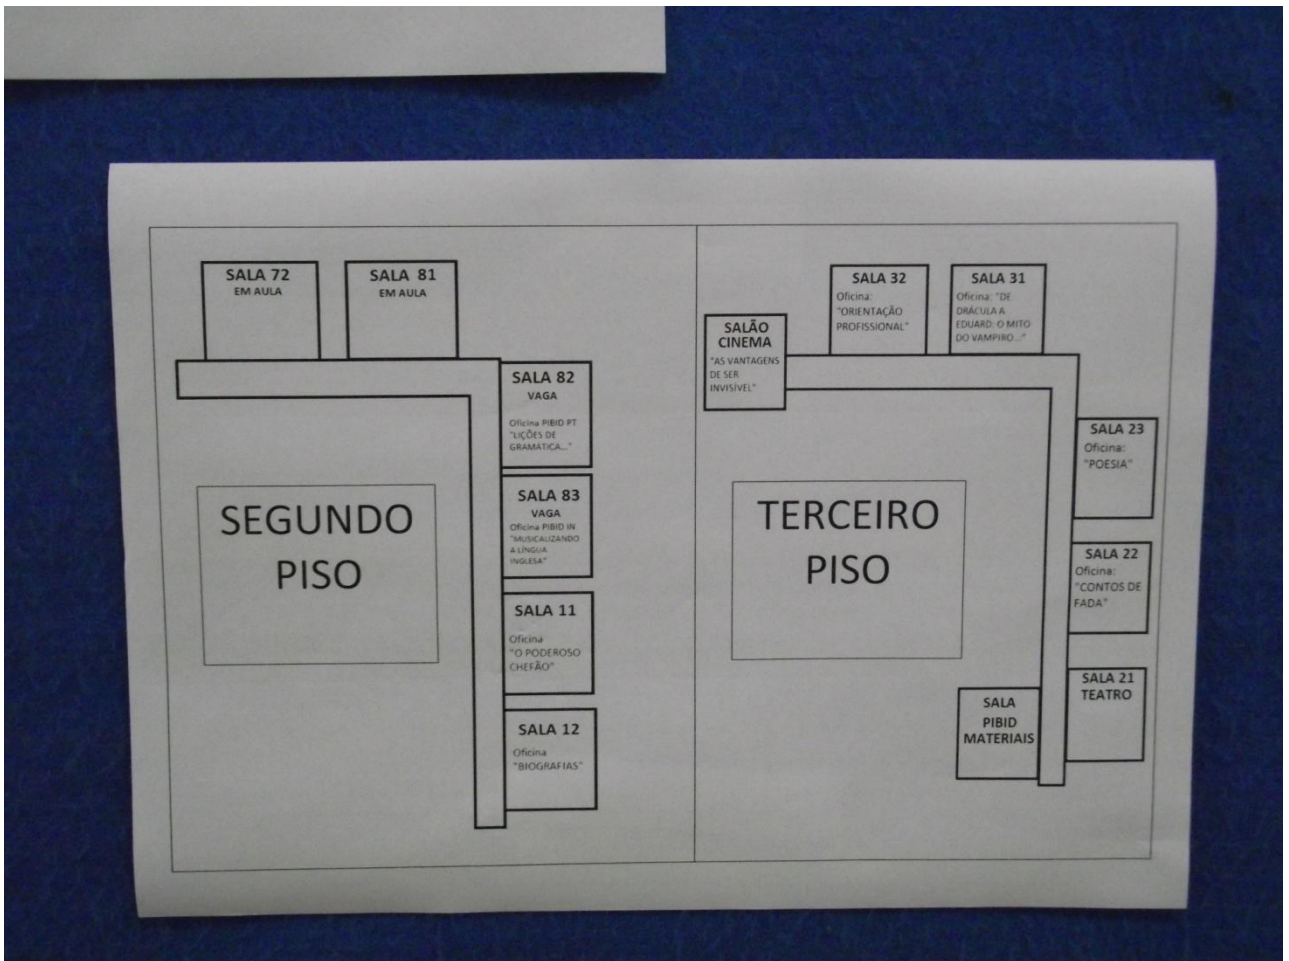 SALA 72
EM AULA
SALA 81
EM AULA
SALA 82
VAGA
Oficina PIBID PT
"LIÇÕES DE
GRAMÁTICA..."
SALA 83
VAGA
Oficina PIBID IN
"MUSICALIZANDO
A LÍNGUA
INGLESA"
SALA 11
Oficina
"O PODEROSO
CHEFÃO"
SALA 12
Oficina
"BIOGRAFIAS"
SEGUNDO
PISO
SALÃO
CINEMA
"AS VANTAGENS
DE SER
INVISÍVEL"
SALA 32
Oficina:
"ORIENTAÇÃO
PROFISSIONAL"
SALA 31
Oficina: "DE
DRÁCULA A
EDUARD: O MITO
DO VAMPIRO..."
SALA 23
Oficina:
"POESIA"
SALA 22
Oficina:
"CONTOS DE
FADA"
SALA 21
TEATRO
SALA
PIBID
MATERIAIS
TERCEIRO
PISO